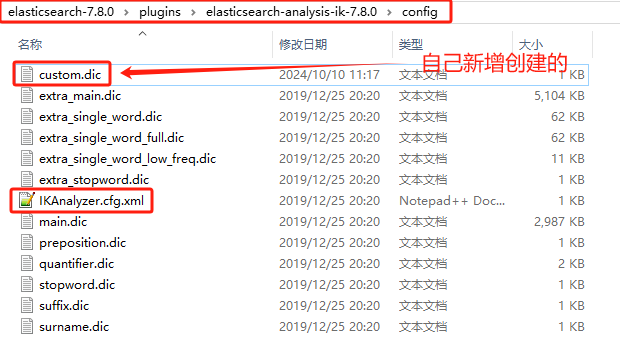 elasticsearch-7.8.0 › plugins › elasticsearch-analysis-ik-7.8.0 › config
名称 修改日期 类型 大小
自己新增创建的
custom.dic 2024/10/10 11:17 文本文档 1 KB
extra_main.dic 2019/12/25 20:20 文本文档 5,104 KB
extra_single_word.dic 2019/12/25 20:20 文本文档 62 KB
extra_single_word_full.dic 2019/12/25 20:20 文本文档 62 KB
extra_single_word_low_freq.dic 2019/12/25 20:20 文本文档 11 KB
extra_stopword.dic 2019/12/25 20:20 文本文档 1 KB
IKAnalyzer.cfg.xml 2019/12/25 20:20 Notepad++ Doc... 1 KB
main.dic 2019/12/25 20:20 文本文档 2,987 KB
preposition.dic 2019/12/25 20:20 文本文档 1 KB
quantifier.dic 2019/12/25 20:20 文本文档 2 KB
stopword.dic 2019/12/25 20:20 文本文档 1 KB
suffix.dic 2019/12/25 20:20 文本文档 1 KB
surname.dic 2019/12/25 20:20 文本文档 1 KB